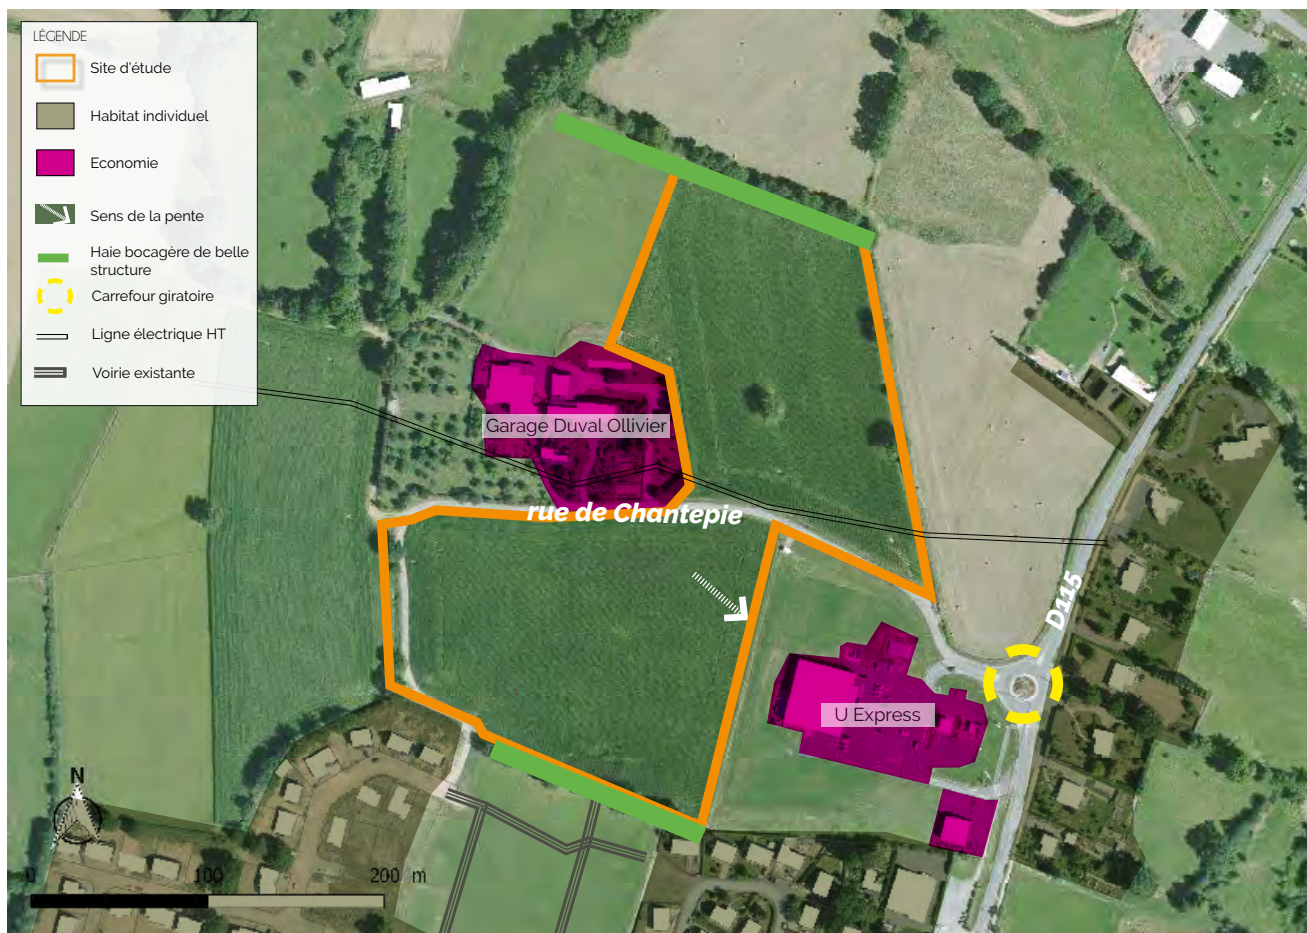 LÉGENDE
Site d'étude
Habitat individuel
Economie
Sens de la pente
Haie bocagère de belle
structure
Carrefour giratoire
Ligne électrique HT
Voirie existante
Garage Duval Ollivier
rue de Chantepie
D115
U Express
N
0 100 200 m